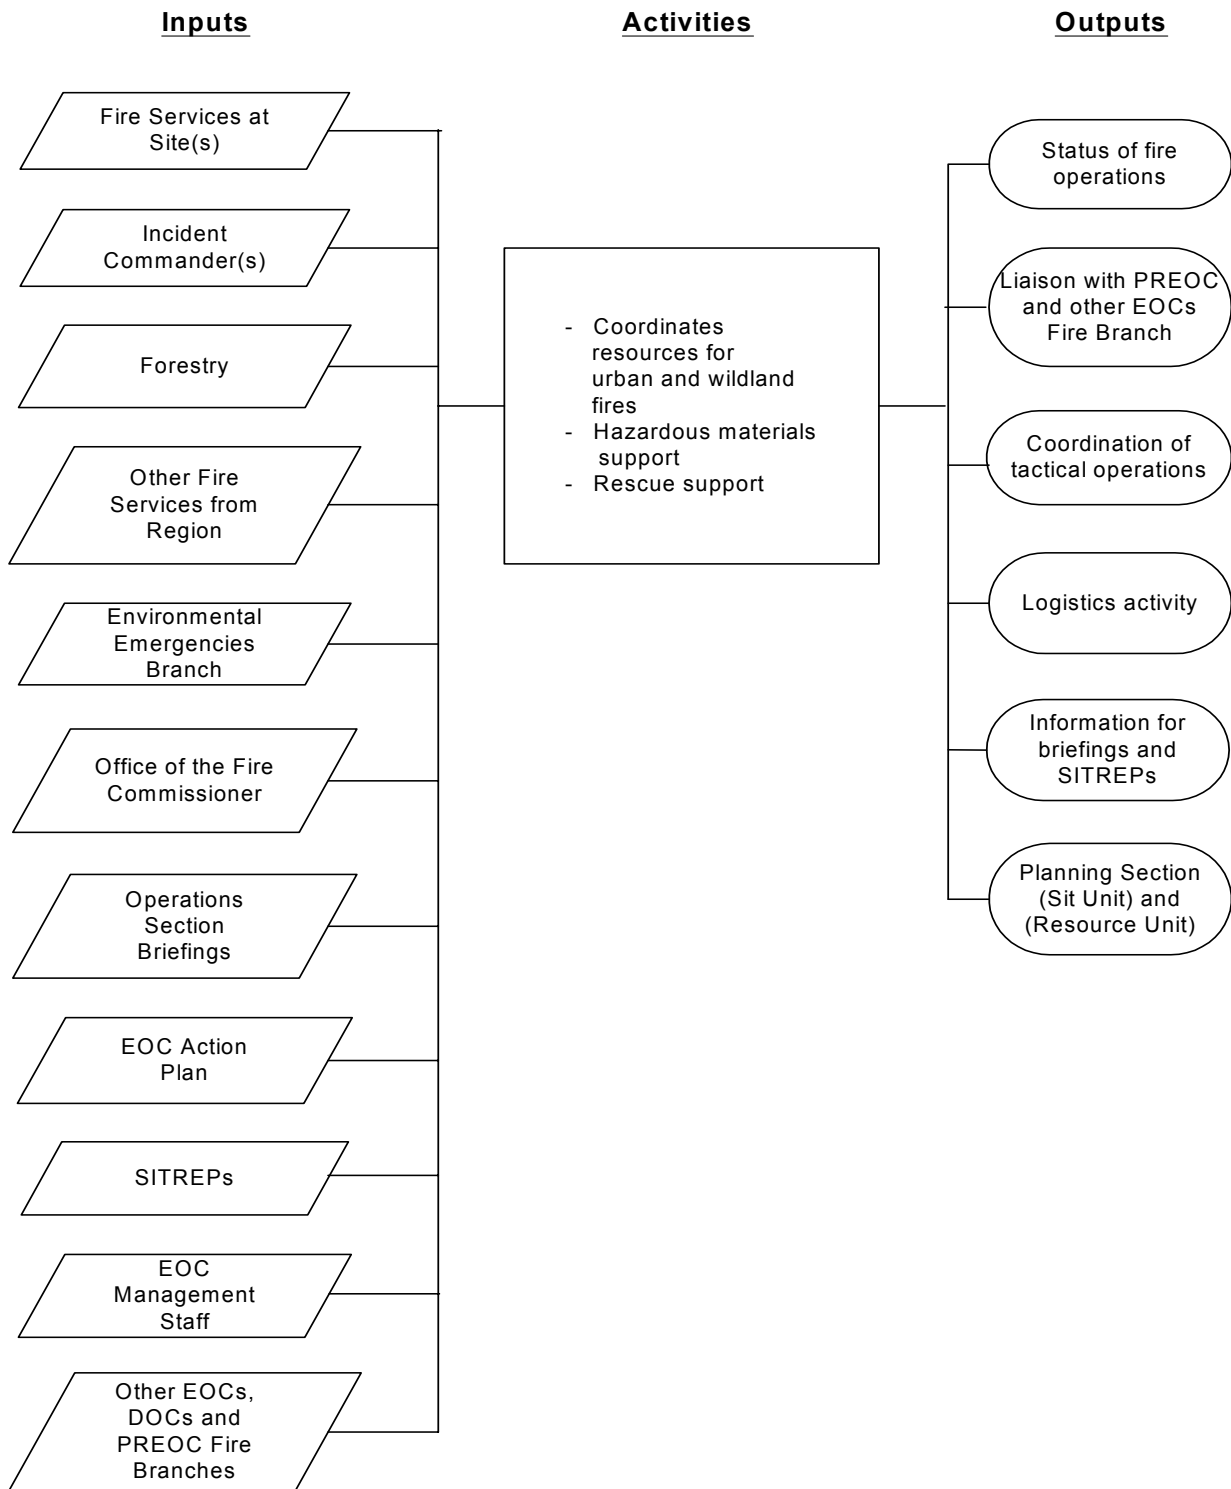 Inputs
Activities
Outputs
Fire Services at
Site(s)
Incident
Commander(s)
Forestry
Other Fire
Services from
Region
Environmental
Emergencies
Branch
Office of the Fire
Commissioner
Operations
Section
Briefings
EOC Action
Plan
SITREPs
EOC
Management
Staff
Other EOCs,
DOCs and
PREOC Fire
Branches
- Coordinates
resources for
urban and wildland
fires
- Hazardous materials
support
- Rescue support
Status of fire
operations
Liaison with PREOC
and other EOCs
Fire Branch
Coordination of
tactical operations
Logistics activity
Information for
briefings and
SITREPs
Planning Section
(Sit Unit) and
(Resource Unit)